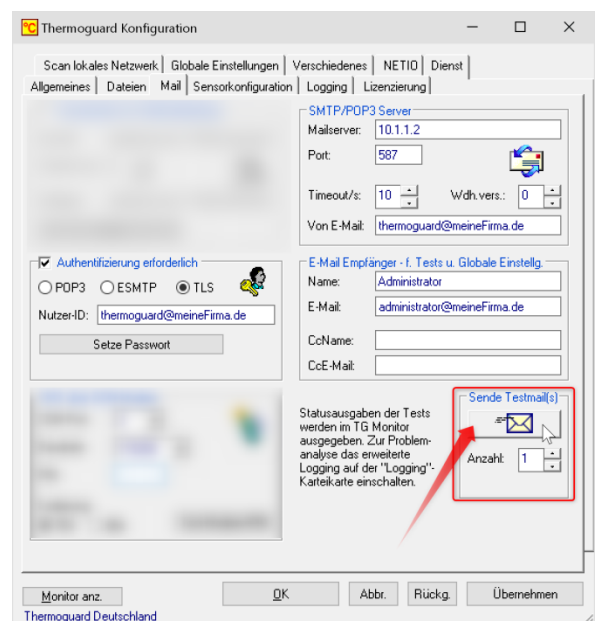 °C Thermoguard Konfiguration
Scan lokales Netzwerk Globale Einstellungen Verschiedenes NETIO Dienst
Allgemeines Dateien Mail Sensorkonfiguration Logging Lizenzierung
SMTP/POP3 Server
Mailserver: 10.1.1.2
Port: 587
Timeout/s: 10 Wdh.vers.: 0
Von E-Mail: thermoguard@meineFirma.de
Authentifizierung erforderlich
POP3 ESMTP TLS
Nutzer-ID: thermoguard@meineFirma.de
Setze Passwort
E-Mail Empfänger - f. Tests u. Globale Einstellg.
Name: Administrator
E-Mail: administrator@meineFirma.de
CcName:
CcE-Mail:
Statusausgaben der Tests
werden im TG Monitor
ausgegeben. Zur Problem-
analyse das erweiterte
Logging auf der "Logging"-
Karteikarte einschalten.
Sende Testmail(s)
Anzahl: 1
Monitor anz. OK Abbr. Rückg. Übernehmen
Thermoguard Deutschland